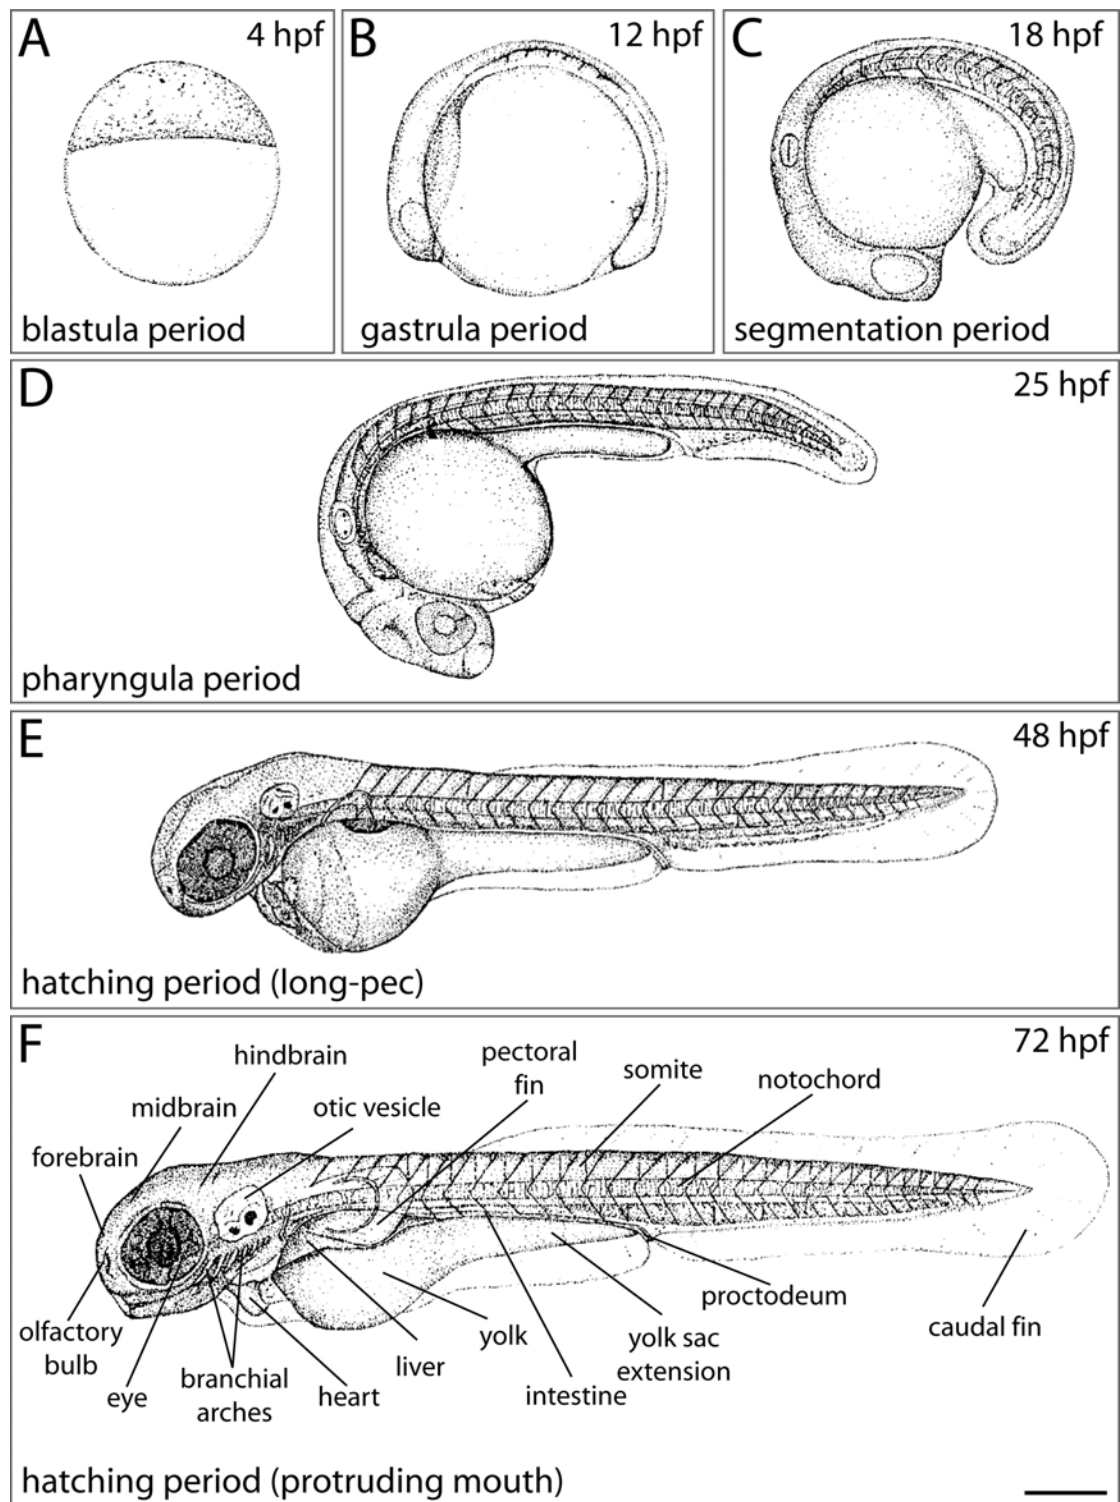 A
4 hpf
blastula period
B
12 hpf
gastrula period
C
18 hpf
segmentation period
D
25 hpf
pharyngula period
E
48 hpf
hatching period (long-pec)
F
72 hpf
hindbrain
pectoral
fin
somite
notochord
midbrain
otic vesicle
forebrain
olfactory
bulb
eye
branchial
arches
heart
liver
yolk
intestine
yolk sac
extension
proctodeum
caudal fin
hatching period (protruding mouth)